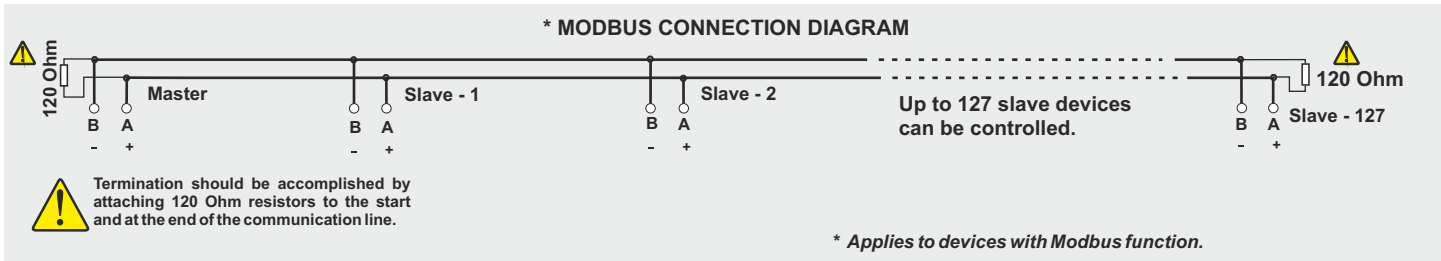 * MODBUS CONNECTION DIAGRAM
120 Ohm
Master
Slave - 1
Slave - 2
Up to 127 slave devices
can be controlled.
120 Ohm
Slave - 127
B A
- +
B A
- +
B A
- +
B A
- +
Termination should be accomplished by
attaching 120 Ohm resistors to the start
and at the end of the communication line.
* Applies to devices with Modbus function.